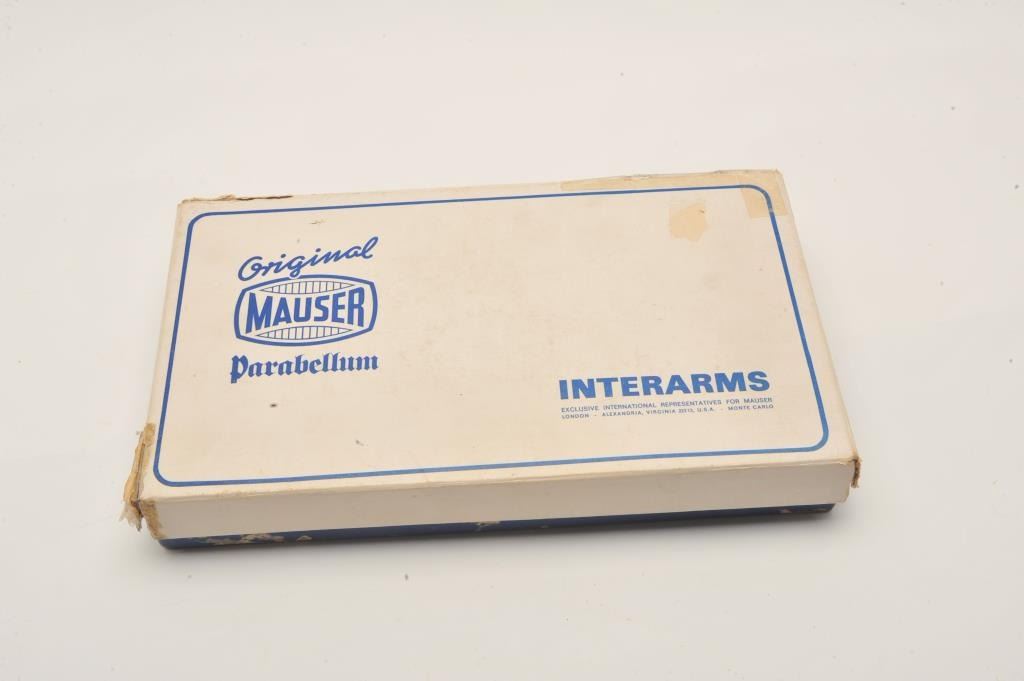 Original
MAUSER
Parabellum
INTERARMS
EXCLUSIVE INTERNATIONAL REPRESENTATIVES FOR MAUSER
LONDON - ALEXANDRIA, VIRGINIA 22313, U.S.A. - MONTE CARLO